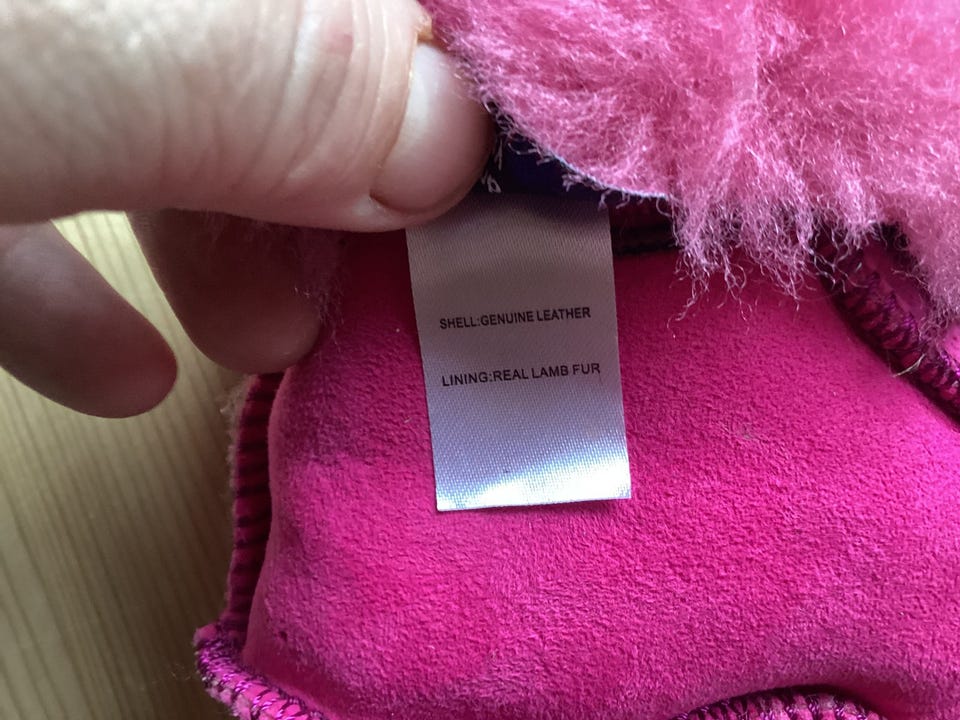 SHELL:GENUINE LEATHER
LINING:REAL LAMB FUR